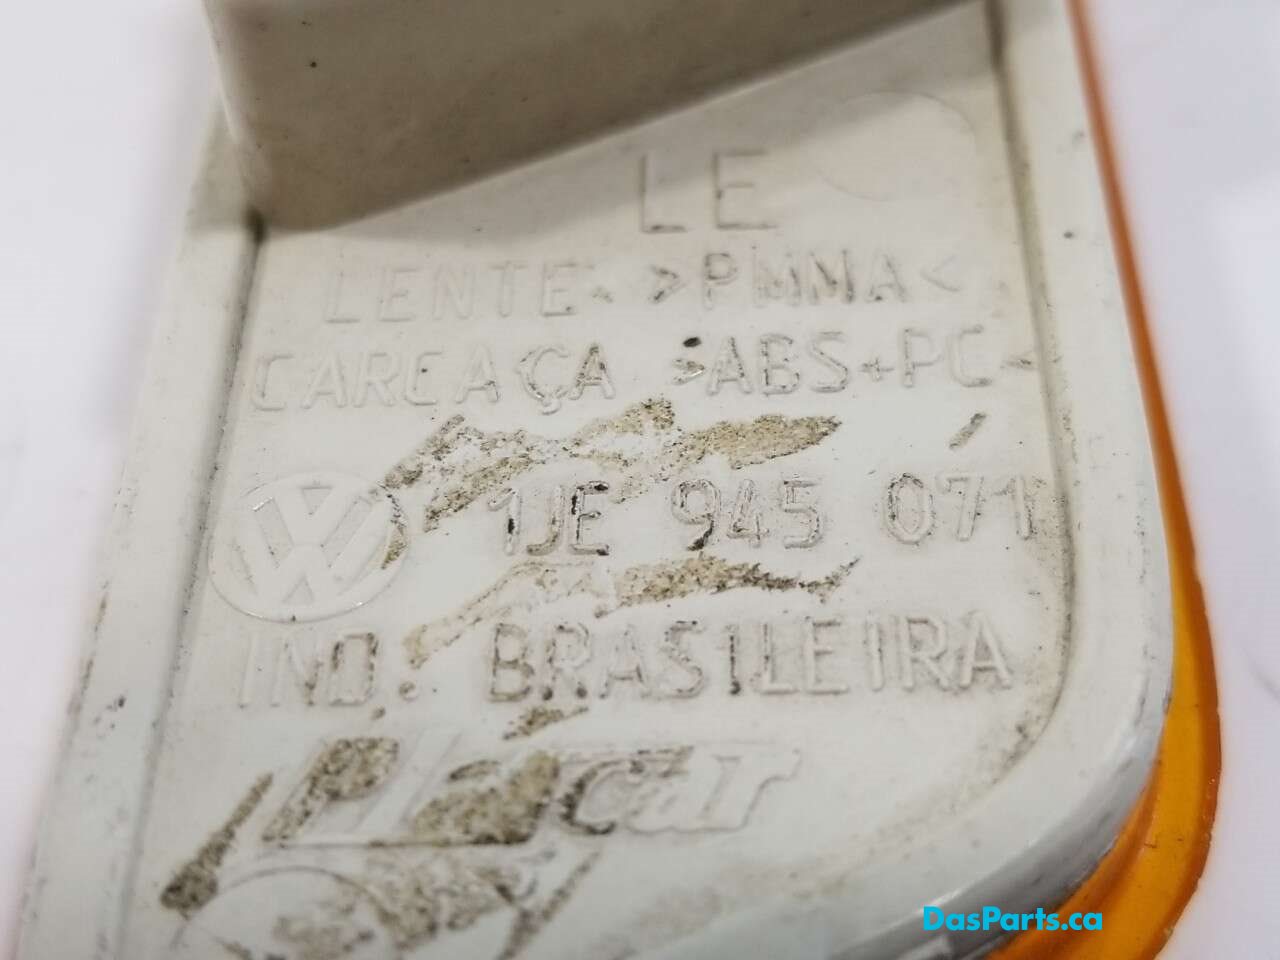 LE
LENTE >PMMA<
CARCAÇA >ABS+PC<
1JE 945 071
IND. BRASILEIRA
DasParts.ca